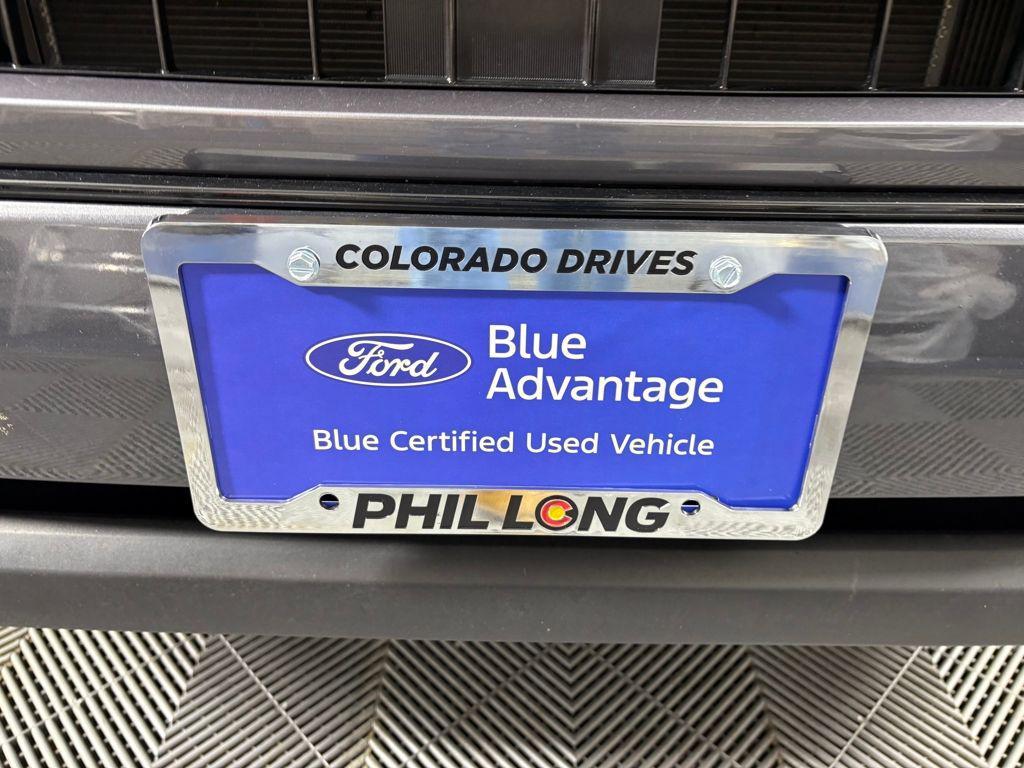 COLORADO DRIVES
Ford
Blue
Advantage
Blue Certified Used Vehicle
PHIL LONG